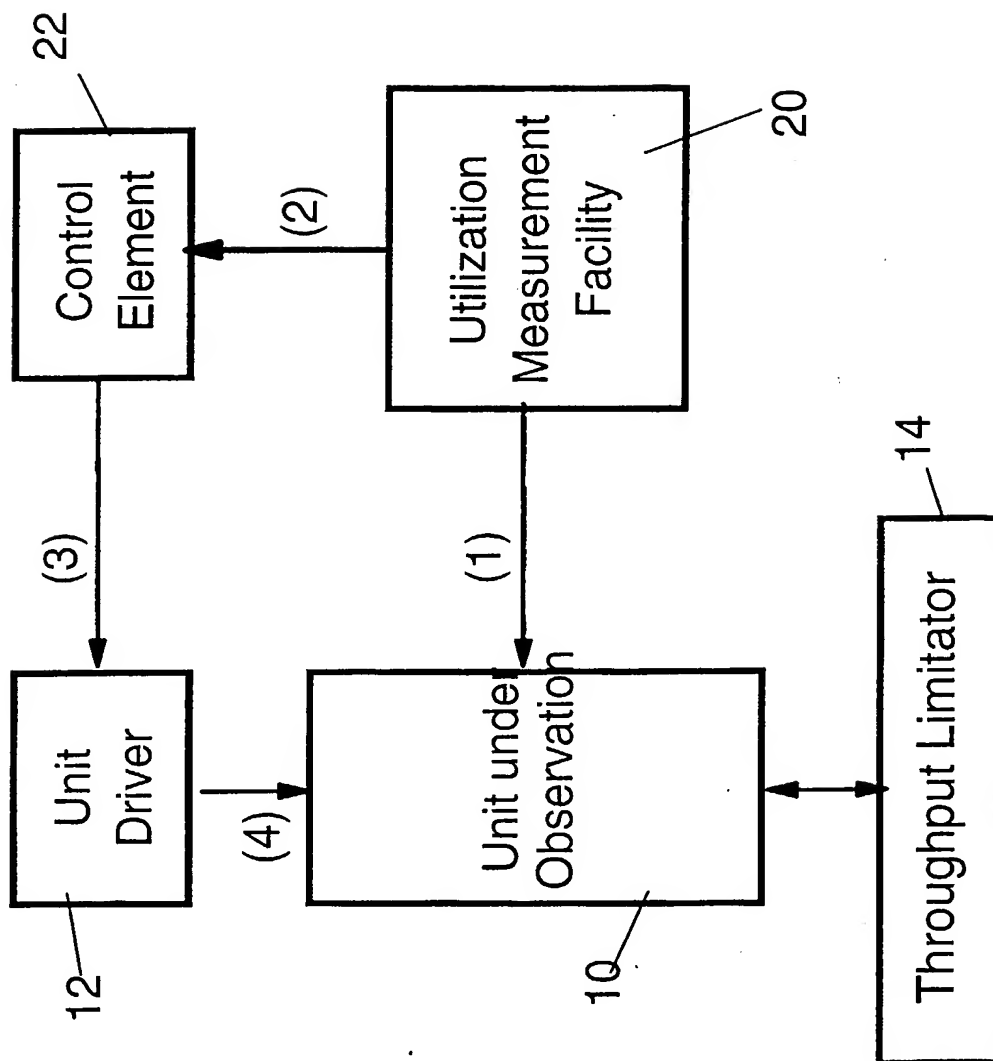 12
Unit
Driver
(3)
Control
Element
22
(4)
(2)
10
Unit under
Observation
(1)
Utilization
Measurement
Facility
20
Throughput Limitator
14